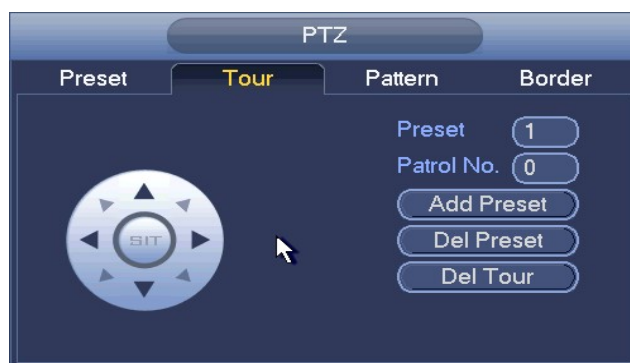 PTZ
Preset Tour Pattern Border
Preset 1
Patrol No. 0
Add Preset
SIT
Del Preset
Del Tour